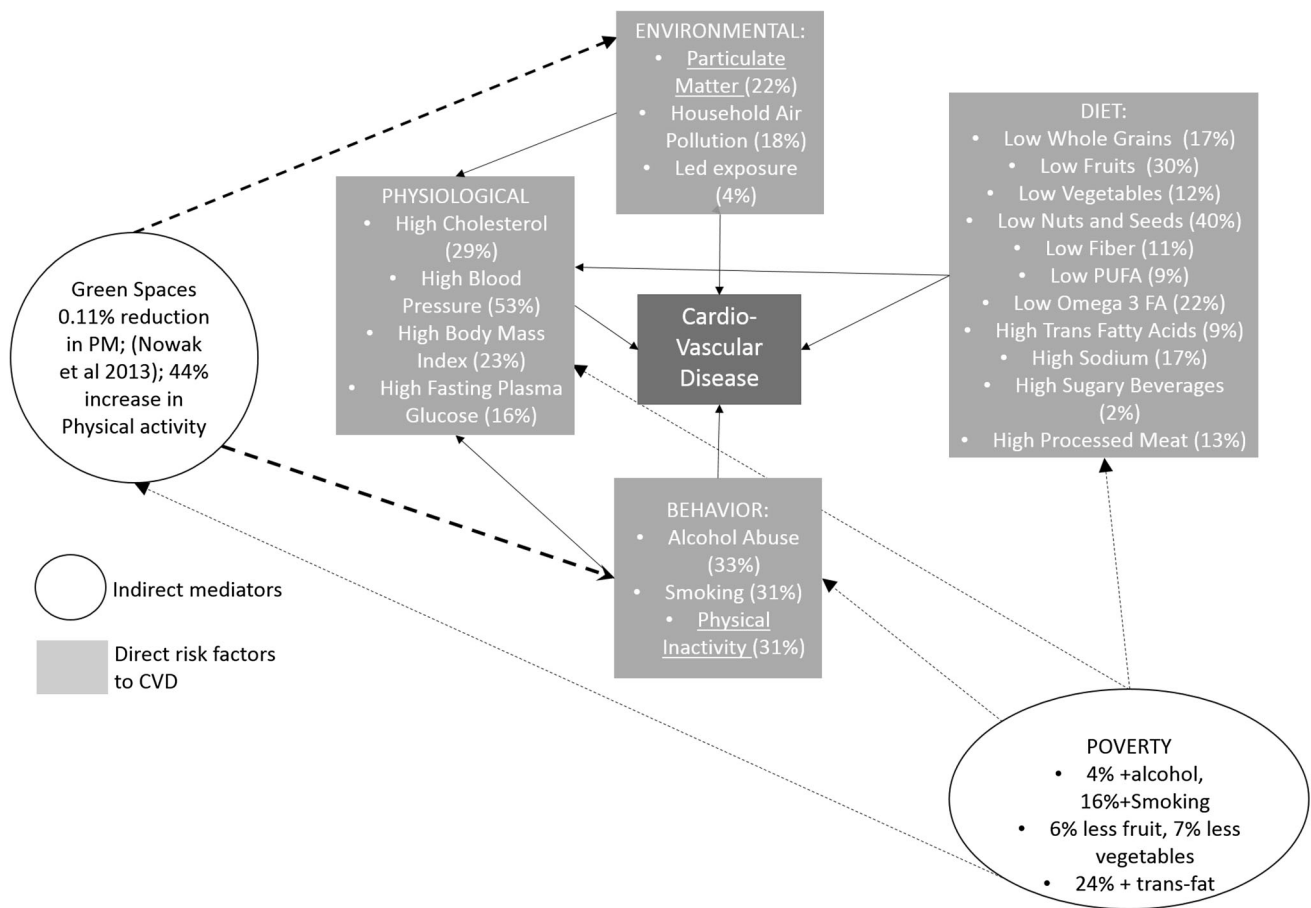 ENVIRONMENTAL:
• Particulate
Matter (22%)
• Household Air
Pollution (18%)
• Led exposure
(4%)
DIET:
• Low Whole Grains (17%)
• Low Fruits (30%)
• Low Vegetables (12%)
• Low Nuts and Seeds (40%)
• Low Fiber (11%)
• Low PUFA (9%)
• Low Omega 3 FA (22%)
• High Trans Fatty Acids (9%)
• High Sodium (17%)
• High Sugary Beverages
(2%)
• High Processed Meat (13%)
PHYSIOLOGICAL
• High Cholesterol
(29%)
• High Blood
Pressure (53%)
• High Body Mass
Index (23%)
• High Fasting Plasma
Glucose (16%)
Green Spaces
0.11% reduction
in PM; (Nowak
et al 2013); 44%
increase in
Physical activity
Cardio-
Vascular
Disease
BEHAVIOR:
• Alcohol Abuse
(33%)
• Smoking (31%)
• Physical
Inactivity (31%)
Indirect mediators
Direct risk factors
to CVD
POVERTY
• 4% +alcohol,
16%+Smoking
• 6% less fruit, 7% less
vegetables
• 24% + trans-fat